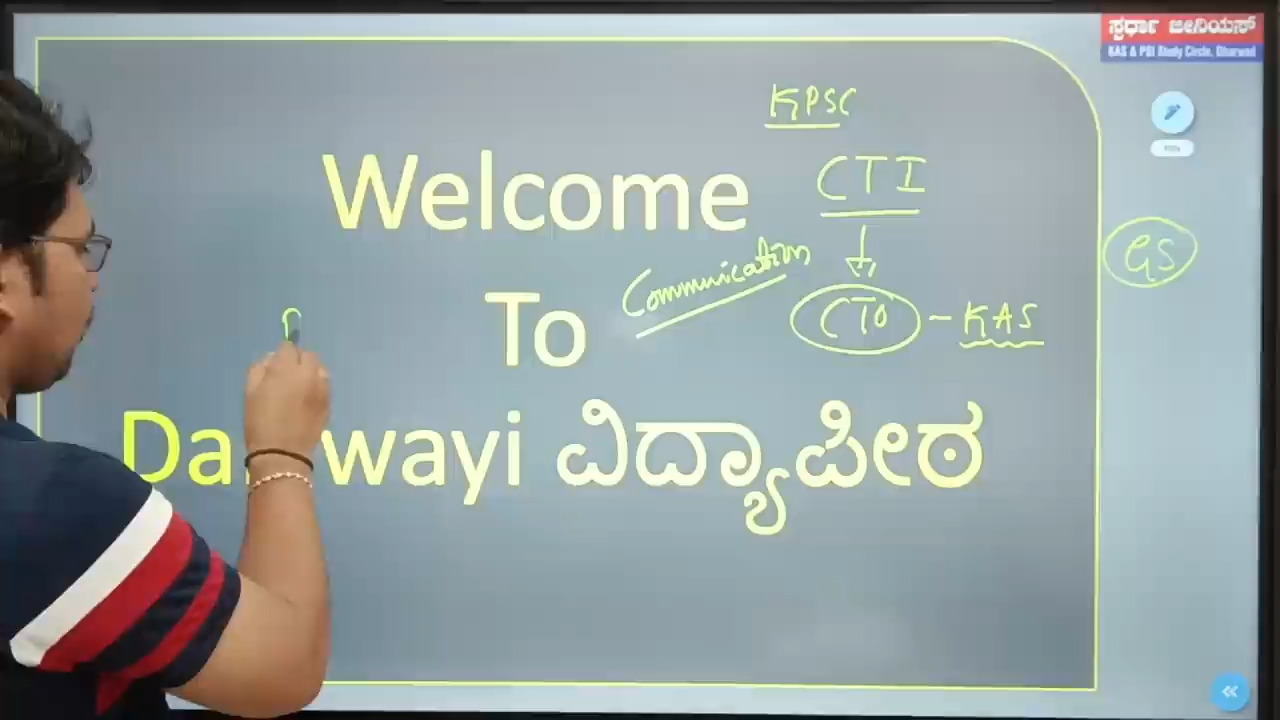 ಸ್ಪರ್ಧಾ ಜೀನಿಯಸ್
KAS & PSI Study Circle, Dharwad
KPSC
Welcome CTI
GS
Communication
To CTO - KAS
wayi ವಿದ್ಯಾಪೀಠ